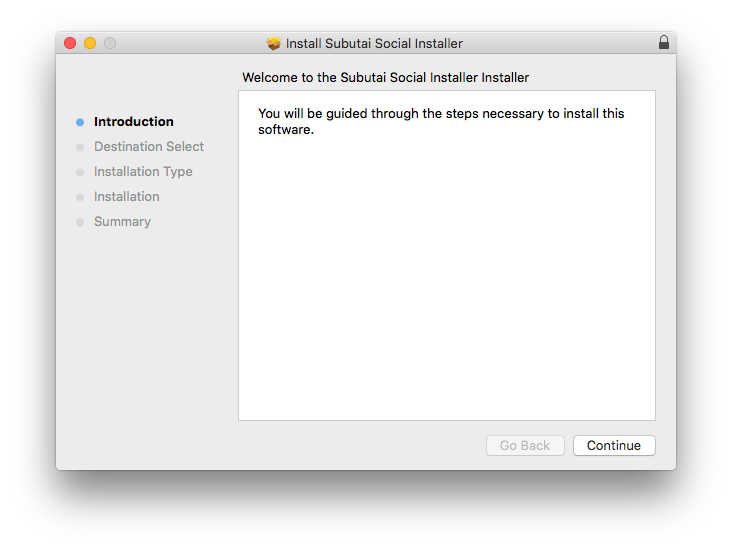 Install Subutai Social Installer
Welcome to the Subutai Social Installer Installer
Introduction
Destination Select
Installation Type
Installation
Summary
You will be guided through the steps necessary to install this
software.
Go Back
Continue